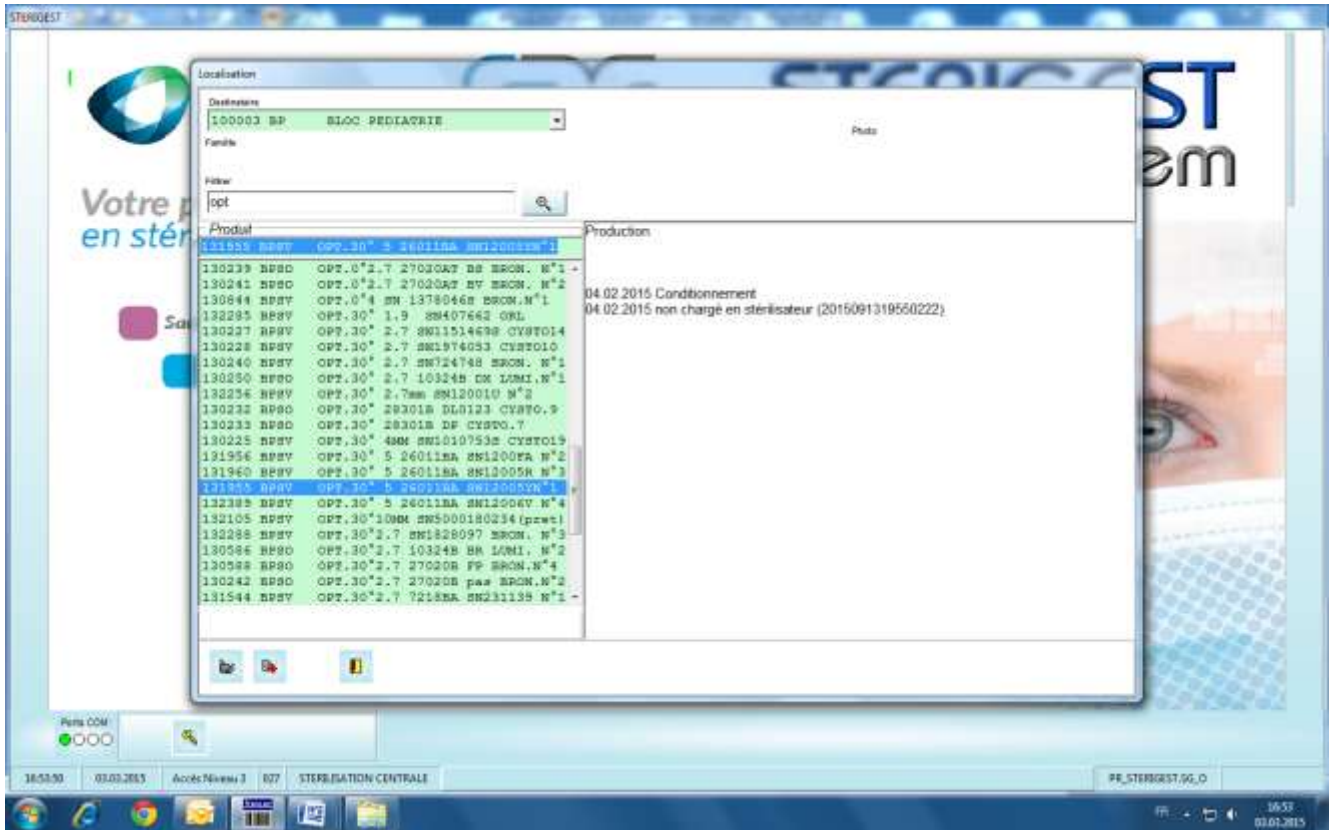 STERIGEST
Localisation
Destinataire
100003 BP BLOC PEDIATRIE
Photo
Famille
Filtrer
opt
Votre p
en stér
ST
em
Produit
Production
131955 BPSV OPT.30° 5 26011BA SN12005YN°1
130239 BPSO OPT.0°2.7 27020AT BS BRON. N°1
130241 BPSO OPT.0°2.7 27020AT BV BRON. N°2
130844 BPSV OPT.0°4 SN 1378046S BRON.N°1
132285 BPSV OPT.30° 1.9 SN407662 ORL
130227 BPSV OPT.30° 2.7 SN1151469S CYSTO14
130228 BPSV OPT.30° 2.7 SN1974053 CYSTO10
130240 BPSV OPT.30° 2.7 SN724748 BRON. N°1
130250 BPSO OPT.30° 2.7 10324B DX LUMI.N°1
132256 BPSV OPT.30° 2.7mm SN12001U N°2
130232 BPSO OPT.30° 28301B DL0123 CYSTO.9
130233 BPSO OPT.30° 28301B DP CYSTO.7
130225 BPSV OPT.30° 4MM SN1010753S CYSTO19
131956 BPSV OPT.30° 5 26011BA SN1200FA N°2
131960 BPSV OPT.30° 5 26011BA SN12005R N°3
131955 BPSV OPT.30° 5 26011BA SN12005YN°1
132389 BPSV OPT.30° 5 26011BA SN12006V N°4
132105 BPSV OPT.30°10MM SN5000180234(pret)
132288 BPSV OPT.30°2.7 SN1828097 BRON. N°3
130586 BPSO OPT.30°2.7 10324B BR LUMI. N°2
130588 BPSO OPT.30°2.7 27020B FP BRON.N°4
130242 BPSO OPT.30°2.7 27020B pas BRON.N°2
131544 BPSV OPT.30°2.7 7218BA SN231139 N°1
04.02.2015 Conditionnement
04.02.2015 non chargé en stérilisateur (2015091319550222)
Ports COM
16:53:50 03.03.2015 Accès Niveau 3 027 STERILISATION CENTRALE PR_STERIGEST.SG_O
FR 16:53
03.03.2015